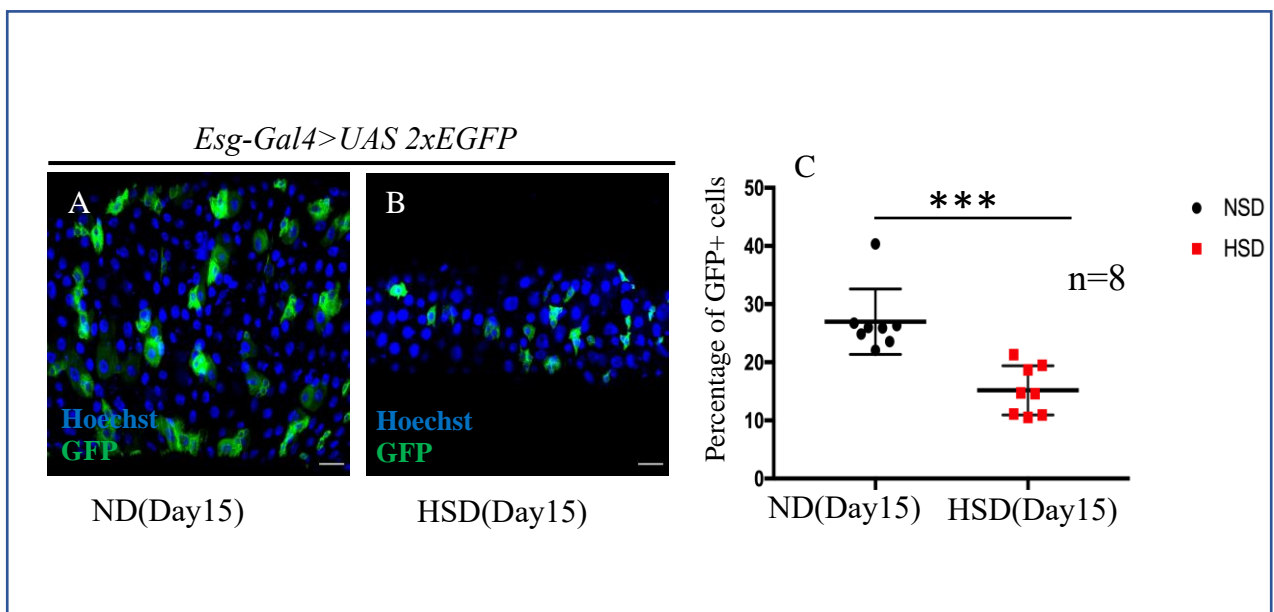 Esg-Gal4>UAS 2xEGFP
A
Hoechst
GFP
ND(Day15)
B
Hoechst
GFP
HSD(Day15)
C
Percentage of GFP+ cells
50
40
30
20
10
0
***
n=8
ND(Day15)
HSD(Day15)
NSD
HSD